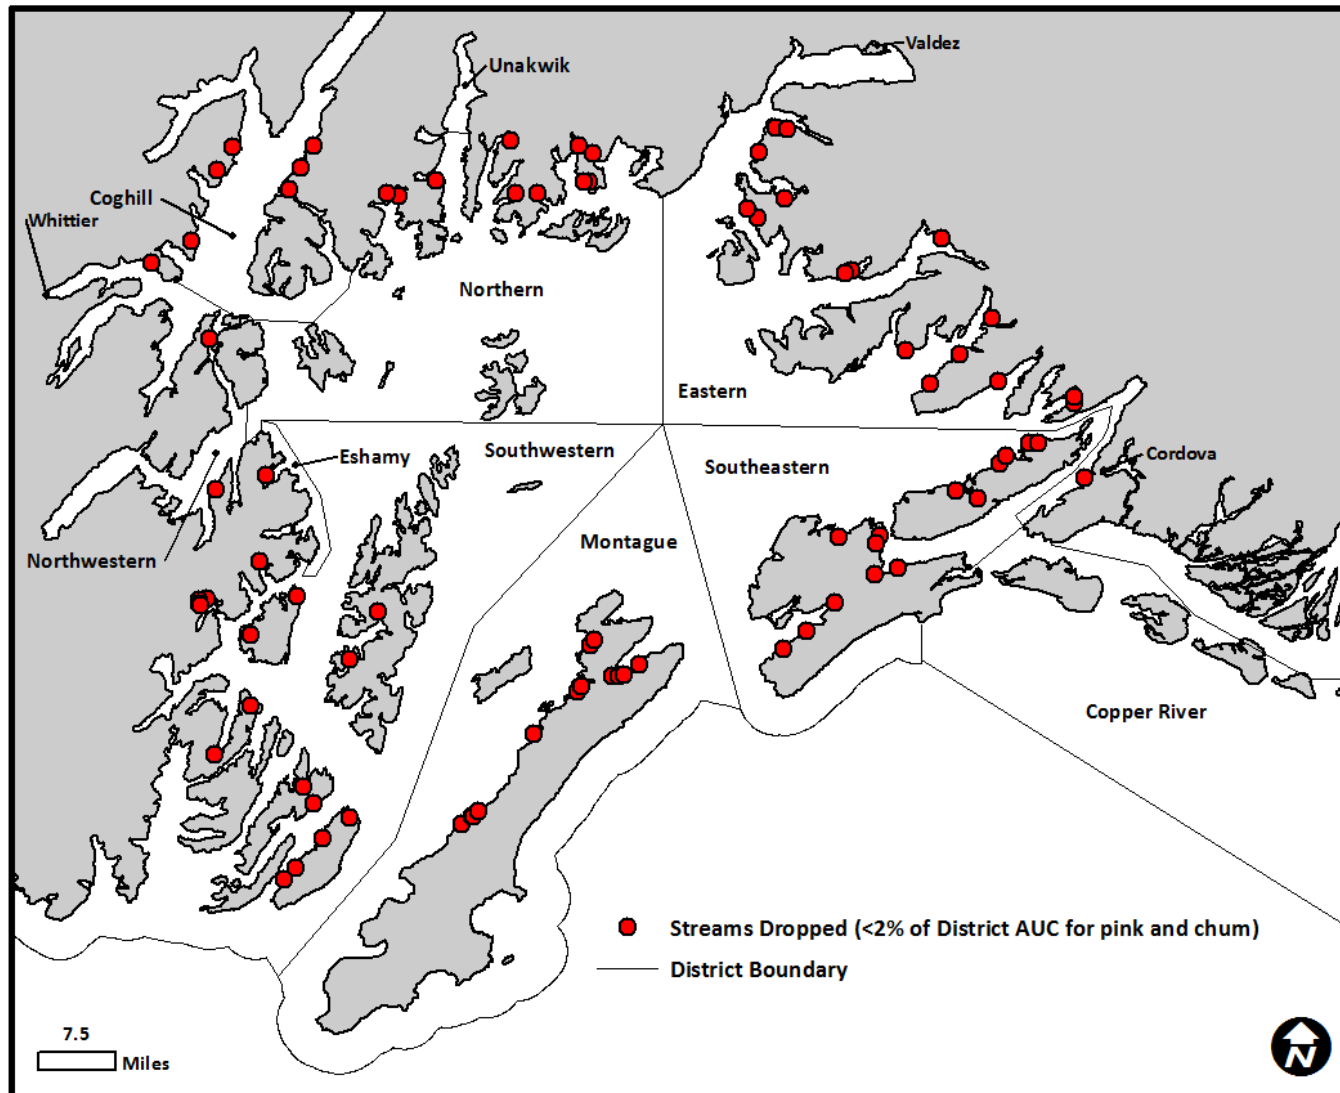 Valdez
Unakwik
Coghill
Whittier
Northern
Eastern
Eshamy
Southwestern
Southeastern
Cordova
Northwestern
Montague
Copper River
Streams Dropped (<2% of District AUC for pink and chum)
District Boundary
7.5
Miles
N